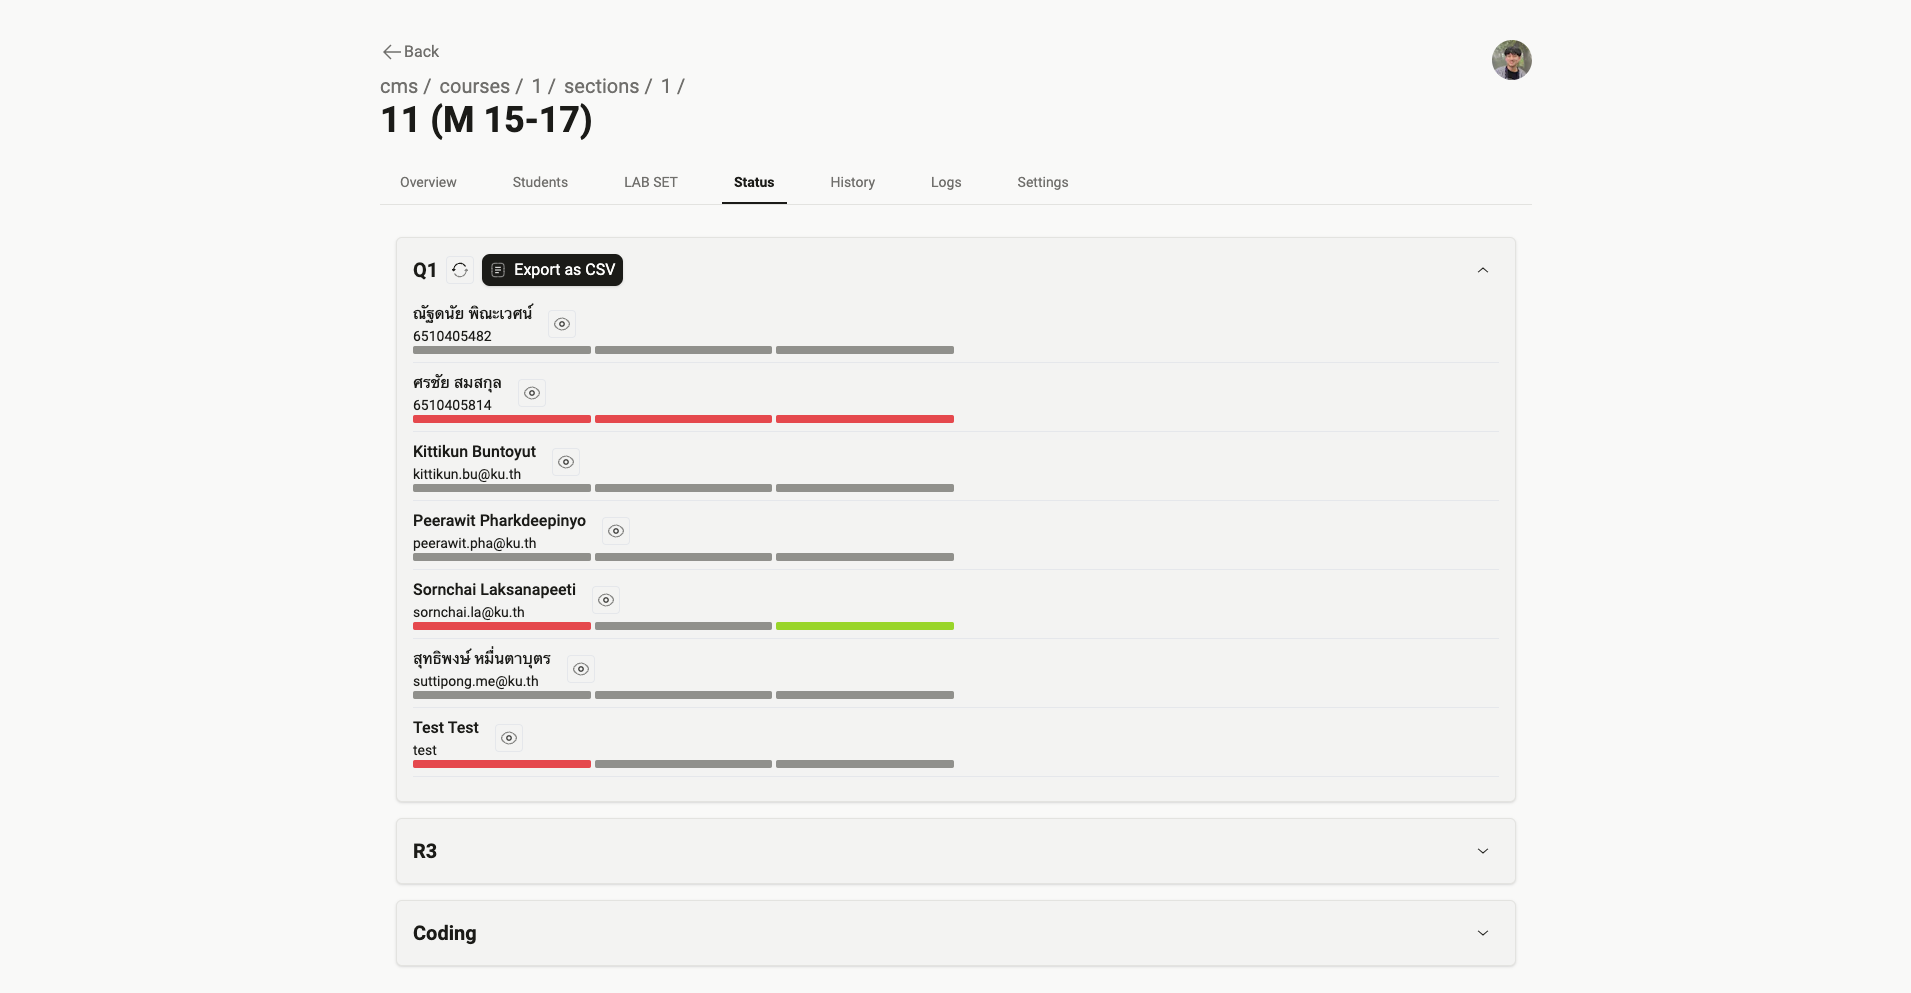 Back
cms / courses / 1 / sections / 1 /
11 (M 15-17)
Overview Students LAB SET Status History Logs Settings
Q1 Export as CSV
ณัฐดนัย พิณะเวศน์
6510405482
ศรชัย สมสกุล
6510405814
Kittikun Buntoyut
kittikun.bu@ku.th
Peerawit Pharkdeepinyo
peerawit.pha@ku.th
Sornchai Laksanapeeti
sornchai.la@ku.th
สุทธิพงษ์ หมื่นตาบุตร
suttipong.me@ku.th
Test Test
test
R3
Coding